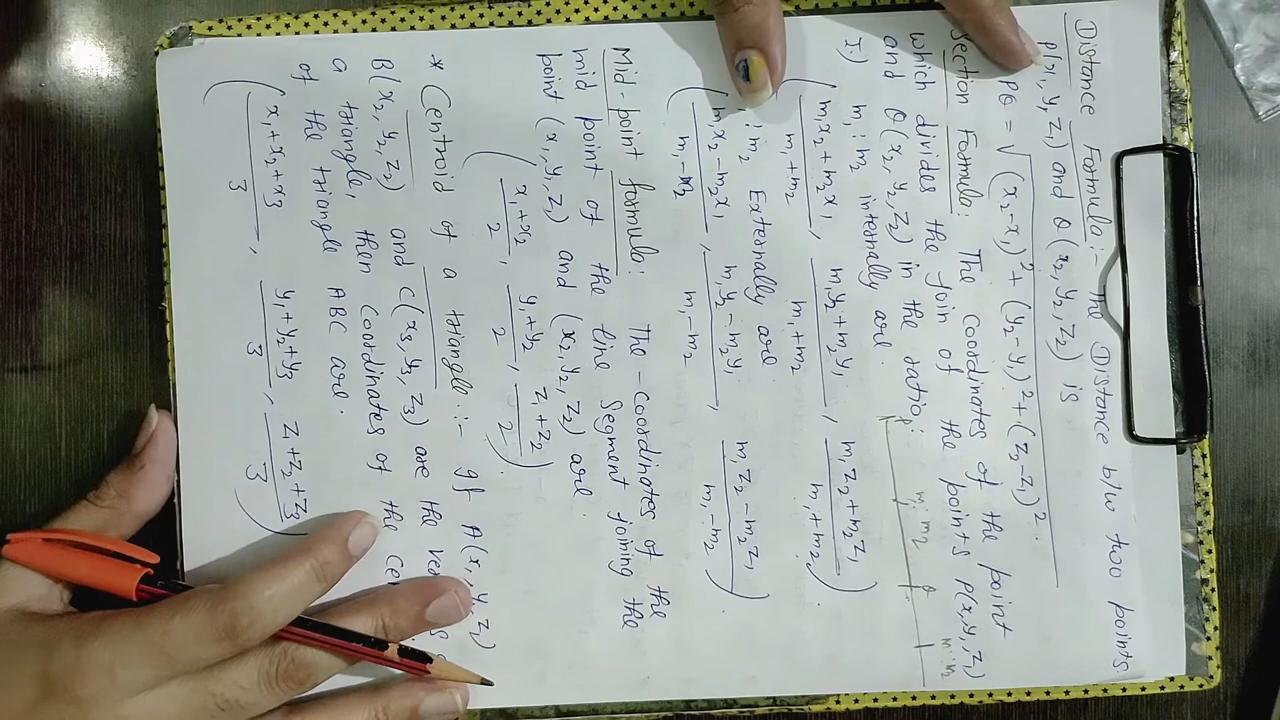 Distance Formula:- The Distance b/w two points
P(x₁, y₁, z₁) and Q(x₂, y₂, z₂) is
PQ = √(x₂-x₁)² + (y₂-y₁)² + (z₂-z₁)².
Section Formula: The coordinates of the point
which divides the join of the points P(x₁, y₁, z₁)
and Q(x₂, y₂, z₂) in the ratio:
I.) m₁ : m₂ internally are.
(m₁x₂ + m₂x₁ / m₁+m₂, m₁y₂ + m₂y₁ / m₁+m₂, m₁z₂ + m₂z₁ / m₁+m₂).
: m₂ Externally are
(m₁x₂ - m₂x₁ / m₁-m₂, m₁y₂ - m₂y₁ / m₁-m₂, m₁z₂ - m₂z₁ / m₁-m₂)
Mid-point formula: The coordinates of the
mid point of the line segment joining the
point (x₁, y₁, z₁) and (x₂, y₂, z₂) are:
(x₁+x₂ / 2, y₁+y₂ / 2, z₁+z₂ / 2).
* Centroid of a triangle :- If A(x₁, y₁, z₁)
B(x₂, y₂, z₂) and C(x₃, y₃, z₃) are the
a triangle, then coordinates of the
of the triangle ABC are.
(x₁+x₂+x₃ / 3, y₁+y₂+y₃ / 3, z₁+z₂+z₃ / 3)